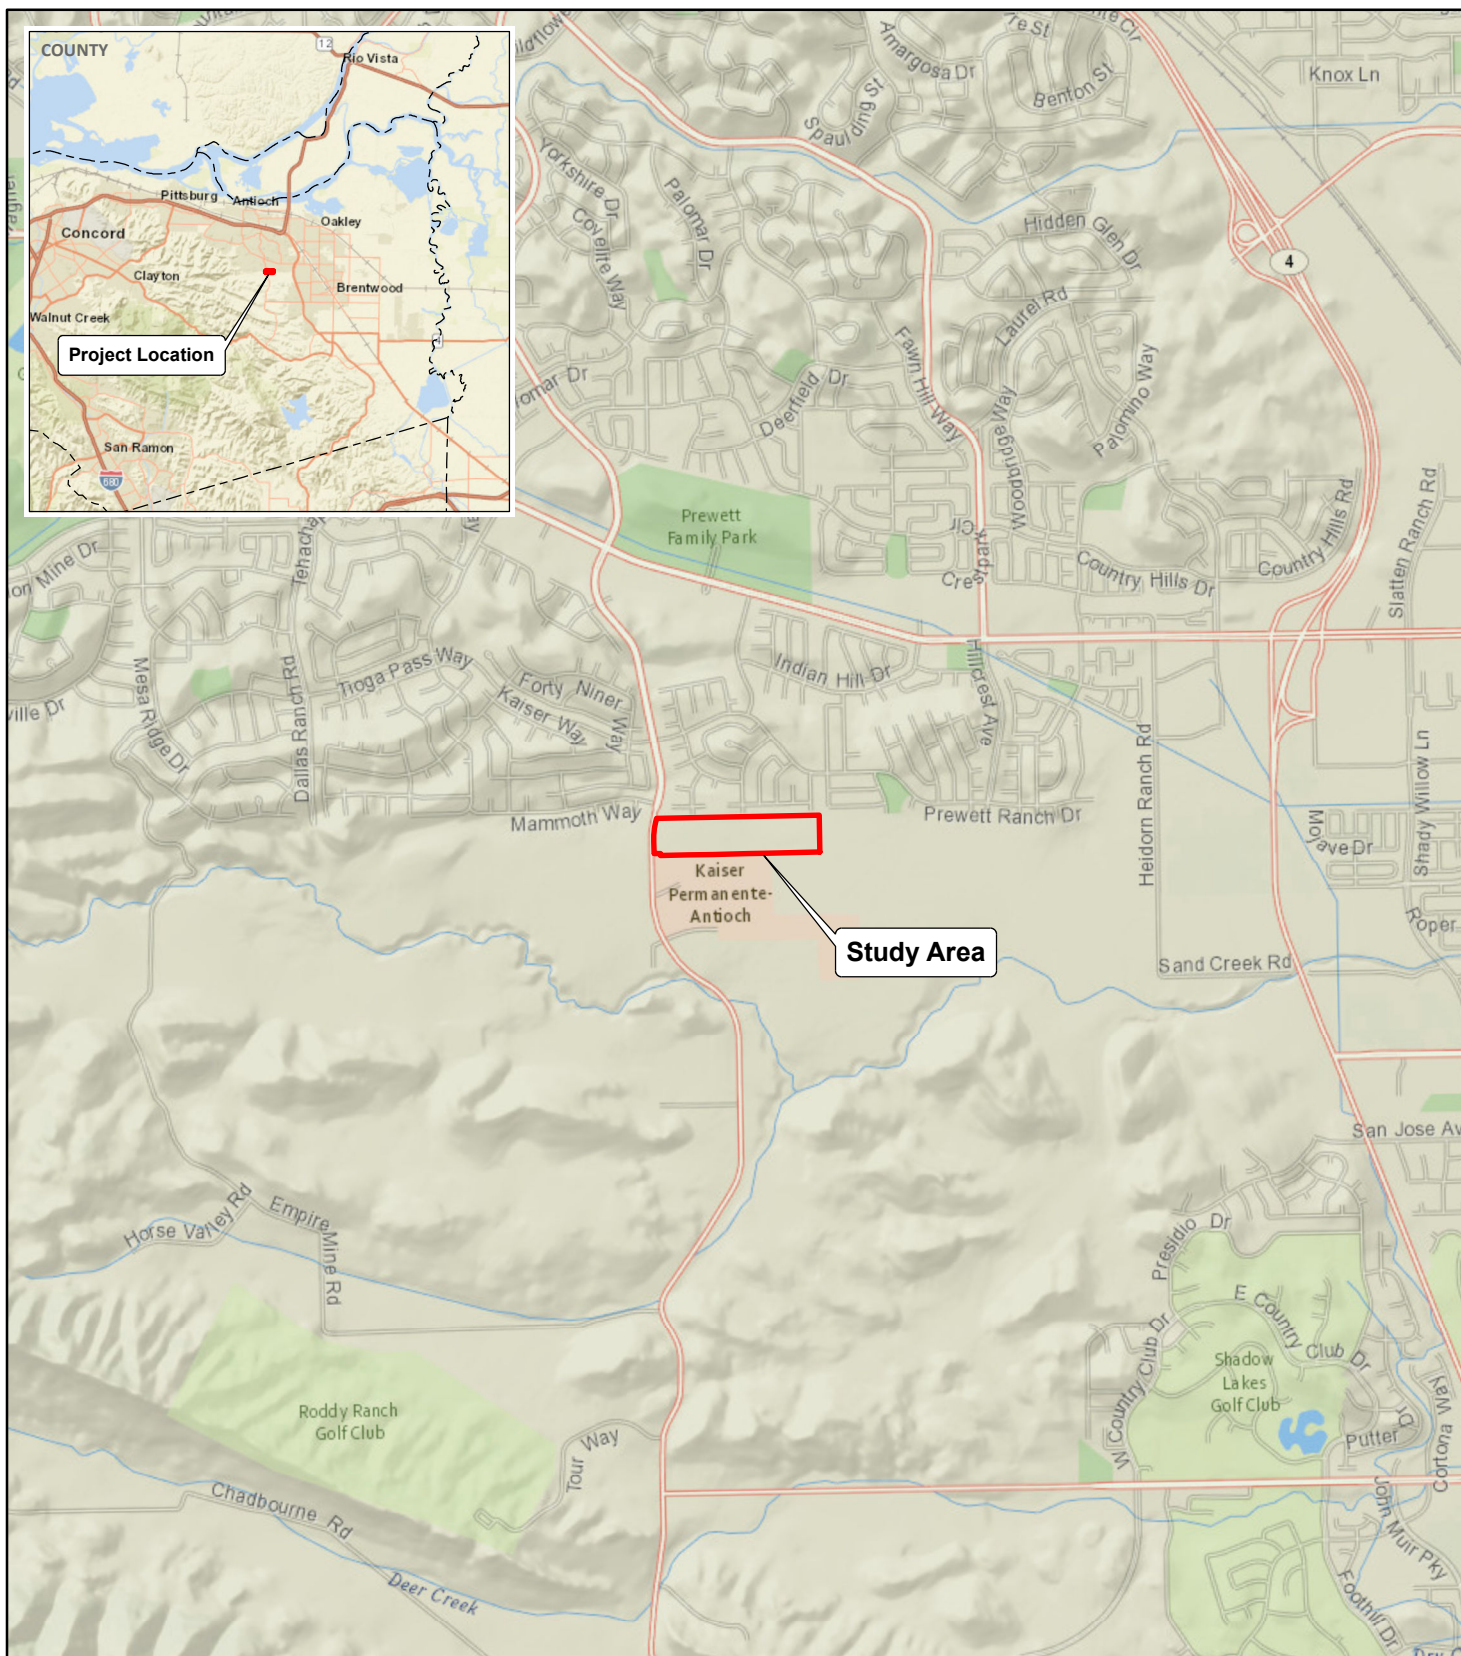 COUNTY
12
Rio Vista
Pittsburg
Antioch
Oakley
Concord
Clayton
Brentwood
Walnut Creek
Project Location
San Ramon
680
Amargosa Dr
Benton St
Spaulding St
Knox Ln
Yorkshire Dr
Covelite Way
Palomar Dr
Hidden Glen Dr
4
Laurel Rd
Fawn Hill Way
Deerfield Dr
Woodbridge Way
Palomino Way
Prewett
Family Park
Crestpark Cir
Country Hills Dr
Country Hills Rd
Slatten Ranch Rd
Mesa Ridge Dr
Dallas Ranch Rd
Tioga Pass Way
Forty Niner Way
Kaiser Way
Indian Hill Dr
Hillcrest Ave
Heidorn Ranch Rd
Mammoth Way
Prewett Ranch Dr
Mojave Dr
Shady Willow Ln
Kaiser
Permanente-
Antioch
Study Area
Roper
Sand Creek Rd
San Jose Av
Horse Valley Rd
Empire Mine Rd
Presidio Dr
E Country Club Dr
W Country Club Dr
Shadow
Lakes
Golf Club
Roddy Ranch
Golf Club
Tour Way
Putter Dr
Cortona Way
Chadbourne Rd
Deer Creek
John Muir Pky
Foothill Dr